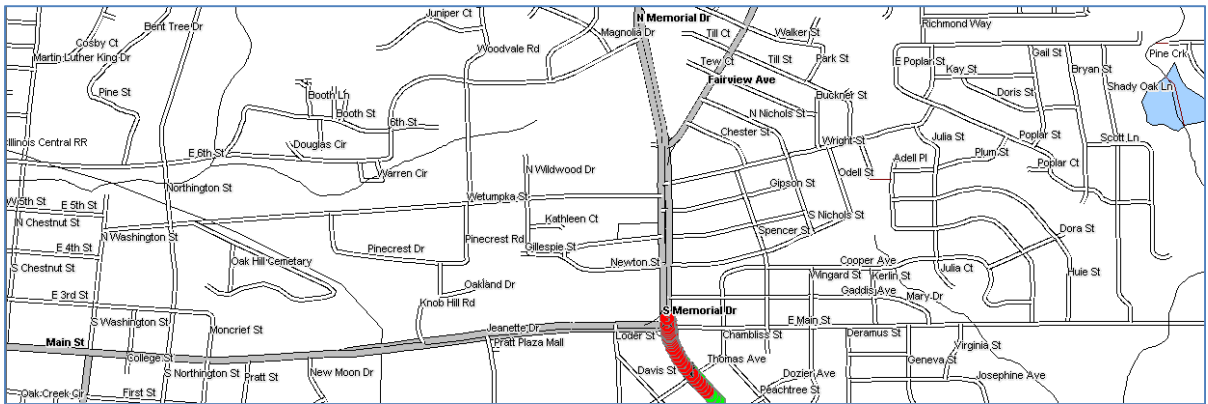 Juniper Ct
N Memorial Dr
Richmond Way
Bent Tree Dr
Magnolia Dr
Till Ct
Walker St
Cosby Ct
Woodvale Rd
Gail St
Pine Crk
Martin Luther King Dr
Tew Ct
Till St
Park St
E Poplar St
Kay St
Bryan St
Fairview Ave
Shady Oak Ln
Pine St
Booth Ln
Buckner St
Doris St
Booth St
N Nichols St
6th St
Chester St
Poplar St
Illinois Central RR
Douglas Cir
Wright St
Julia St
Scott Ln
E 6th St
Adell Pl
Plum St
Poplar Ct
Warren Cir
N Wildwood Dr
Odell St
Northington St
Gipson St
W 5th St
E 5th St
Wetumpka St
N Chestnut St
Kathleen Ct
S Nichols St
N Washington St
Pinecrest Rd
Spencer St
Dora St
E 4th St
Pinecrest Dr
Gillespie St
S Chestnut St
Oak Hill Cemetery
Newton St
Cooper Ave
Julia Ct
Huie St
Wingard St
Kerlin St
E 3rd St
Oakland Dr
Gaddis Ave
Mary Dr
Knob Hill Rd
S Memorial Dr
S Washington St
Moncrief St
Jeanette Dr
E Main St
Main St
Pratt Plaza Mall
Loder St
Chambliss St
Deramus St
Virginia St
College St
Thomas Ave
Geneva St
S Northington St
Pratt St
New Moon Dr
Davis St
Dozier Ave
Josephine Ave
Oak Creek Cir
First St
Peachtree St